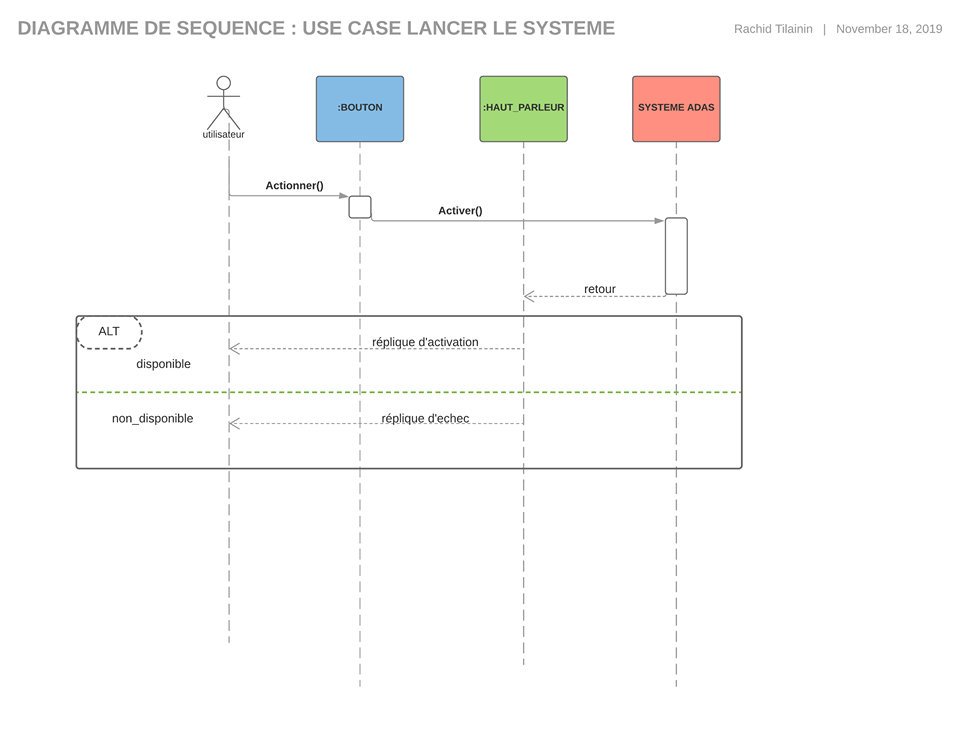 DIAGRAMME DE SEQUENCE : USE CASE LANCER LE SYSTEME
Rachid Tilainin | November 18, 2019
:BOUTON
:HAUT_PARLEUR
SYSTEME ADAS
utilisateur
Actionner()
Activer()
retour
ALT
réplique d'activation
disponible
non_disponible
réplique d'echec